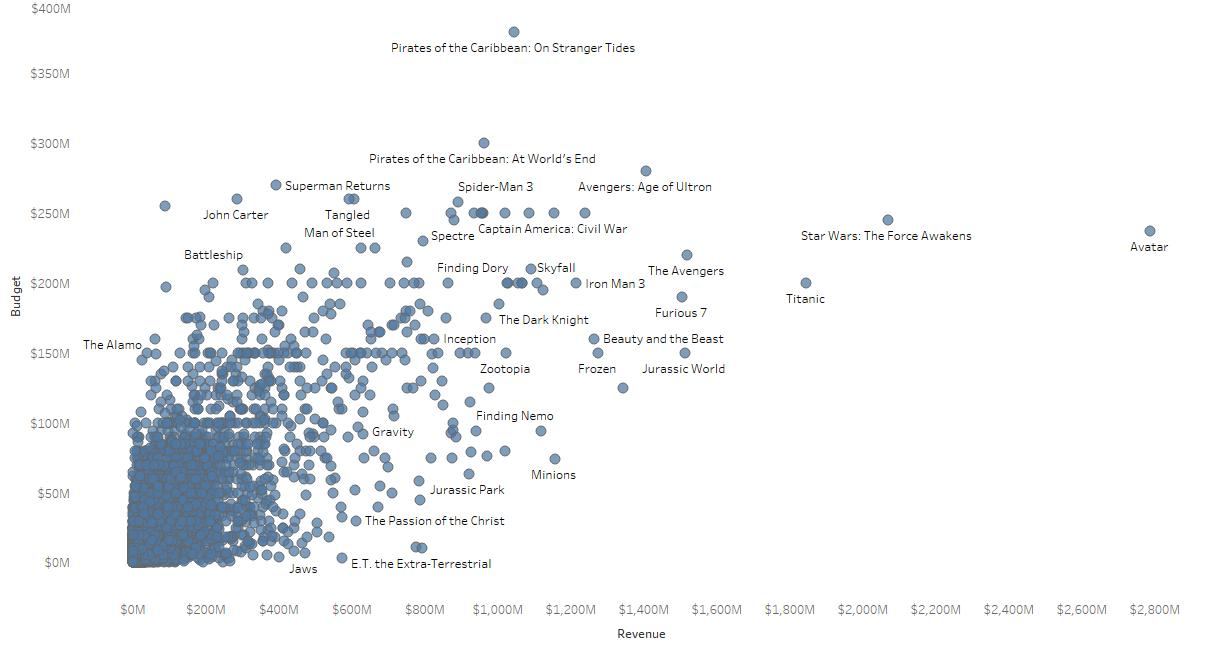 $400M
Pirates of the Caribbean: On Stranger Tides
$350M
$300M
Pirates of the Caribbean: At World's End
Superman Returns
Spider-Man 3
Avengers: Age of Ultron
$250M
John Carter
Tangled
Man of Steel
Spectre
Captain America: Civil War
Star Wars: The Force Awakens
Avatar
Battleship
Finding Dory
Skyfall
The Avengers
Budget
$200M
Iron Man 3
Titanic
Furious 7
The Dark Knight
The Alamo
Inception
Beauty and the Beast
$150M
Zootopia
Frozen
Jurassic World
Finding Nemo
$100M
Gravity
Minions
$50M
Jurassic Park
The Passion of the Christ
$0M
Jaws
E.T. the Extra-Terrestrial
$0M $200M $400M $600M $800M $1,000M $1,200M $1,400M $1,600M $1,800M $2,000M $2,200M $2,400M $2,600M $2,800M
Revenue